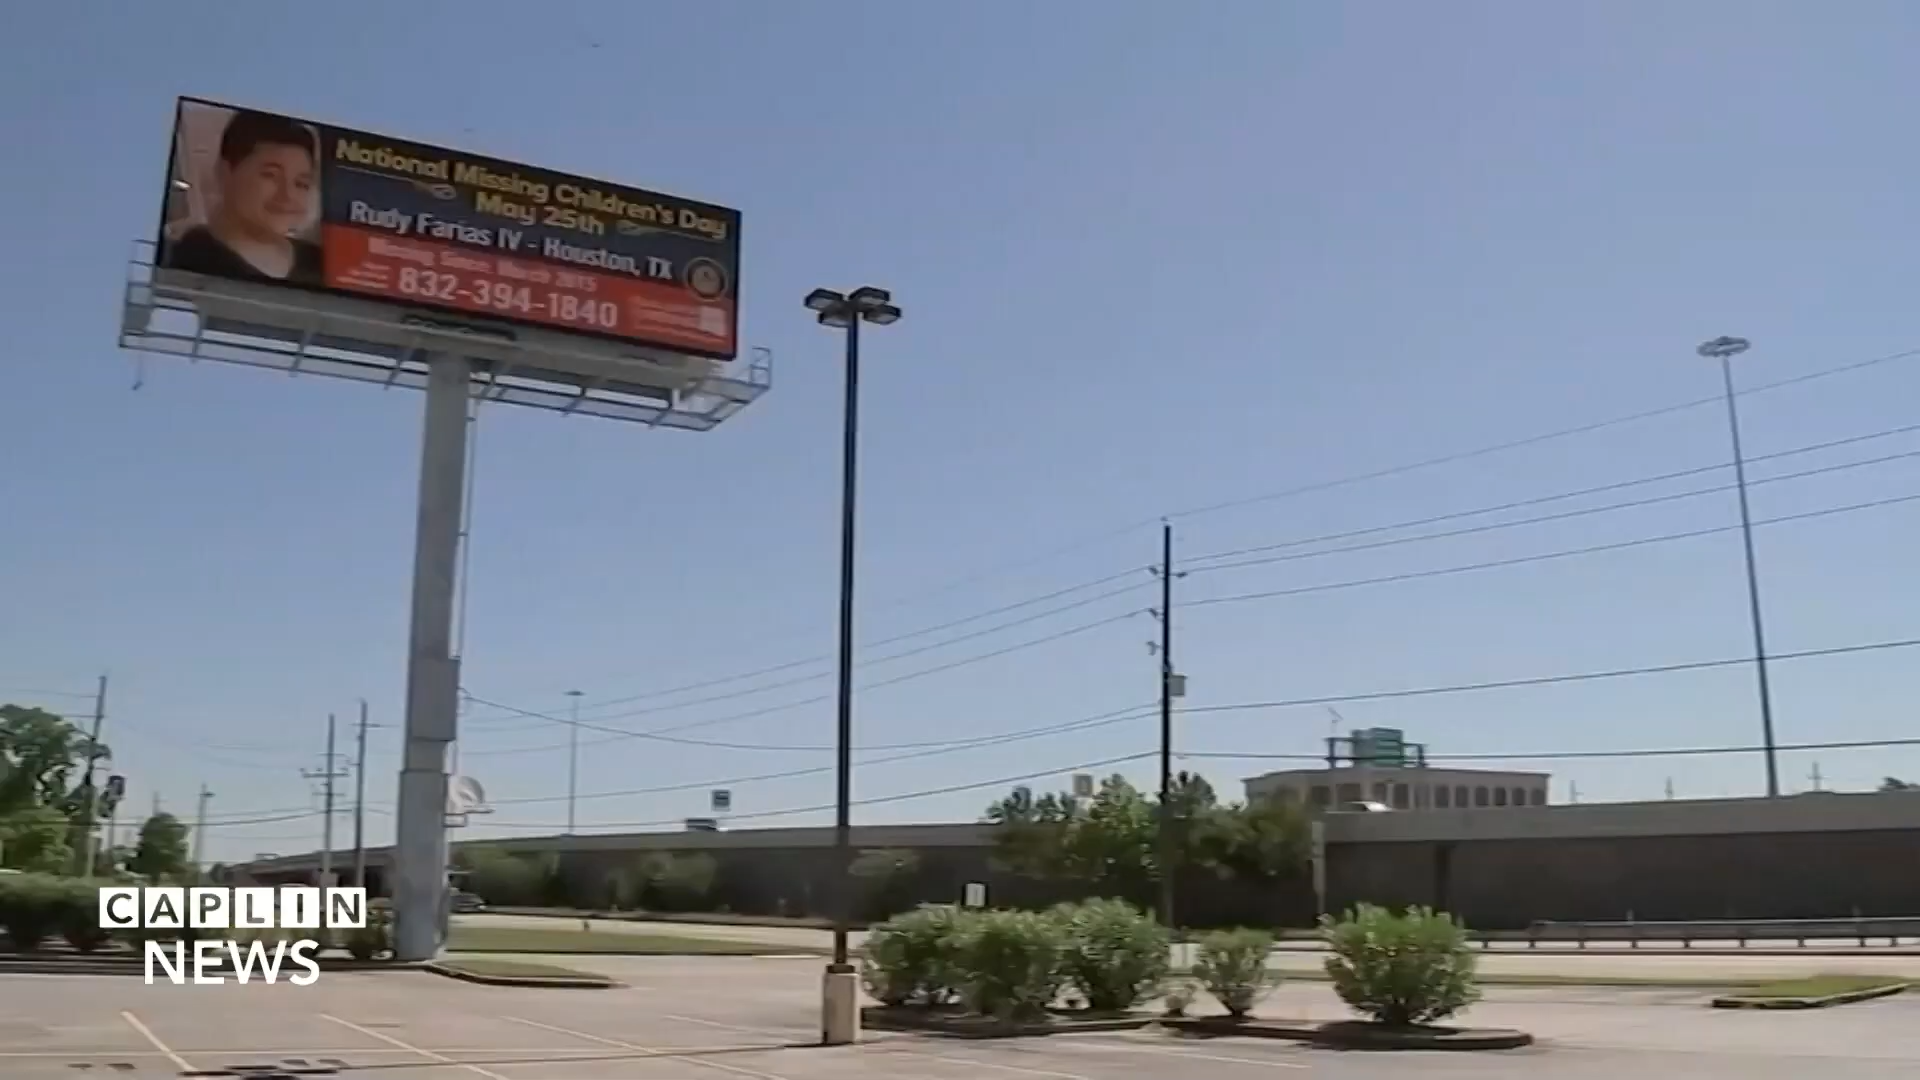 National Missing Children's Day
May 25th
Rudy Farias IV - Houston, TX
Missing Since March 2015
832-394-1840
CAPLIN
NEWS